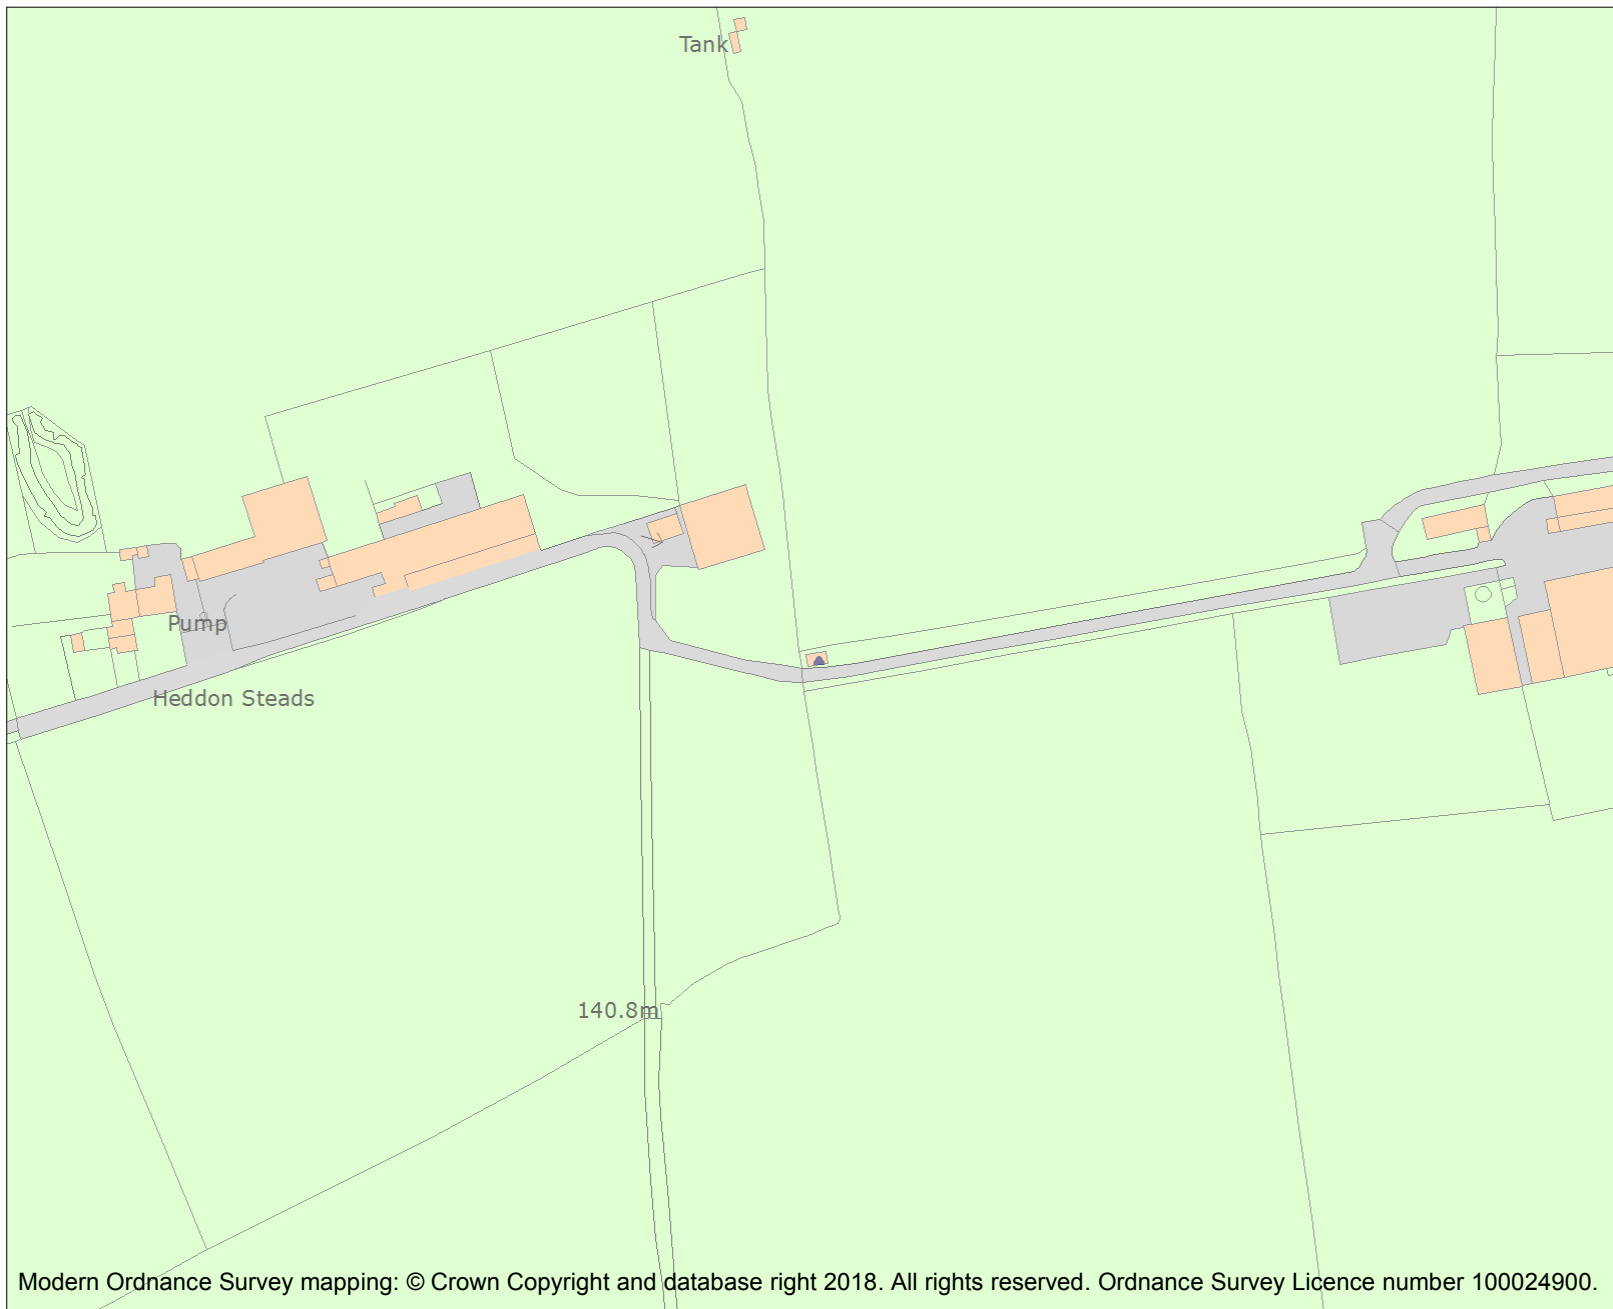 Tank
Pump
Heddon Steads
140.8m
Modern Ordnance Survey mapping: © Crown Copyright and database right 2018. All rights reserved. Ordnance Survey Licence number 100024900.